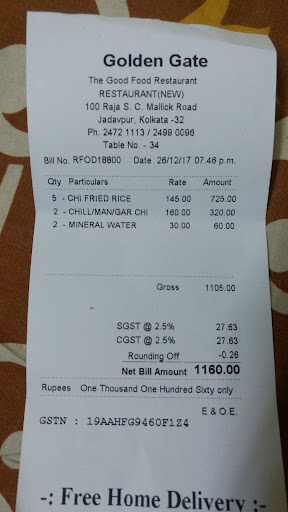 Golden Gate
The Good Food Restaurant
RESTAURANT(NEW)
100 Raja S. C. Mallick Road
Jadavpur, Kolkata -32
Ph. 2472 1113 / 2499 0096
Table No. - 34
Bill No. RFOD18800 Date 26/12/17 07.46 p.m.
Qty Particulars Rate Amount
5 - CHI FRIED RICE 145.00 725.00
2 - CHILL/MAN/GAR CHI 160.00 320.00
2 - MINERAL WATER 30.00 60.00
Gross 1105.00
SGST @ 2.5% 27.63
CGST @ 2.5% 27.63
Rounding Off -0.26
Net Bill Amount 1160.00
Rupees One Thousand One Hundred Sixty only
E & O.E.
GSTN : 19AAHFG9460F1Z4
-: Free Home Delivery :-